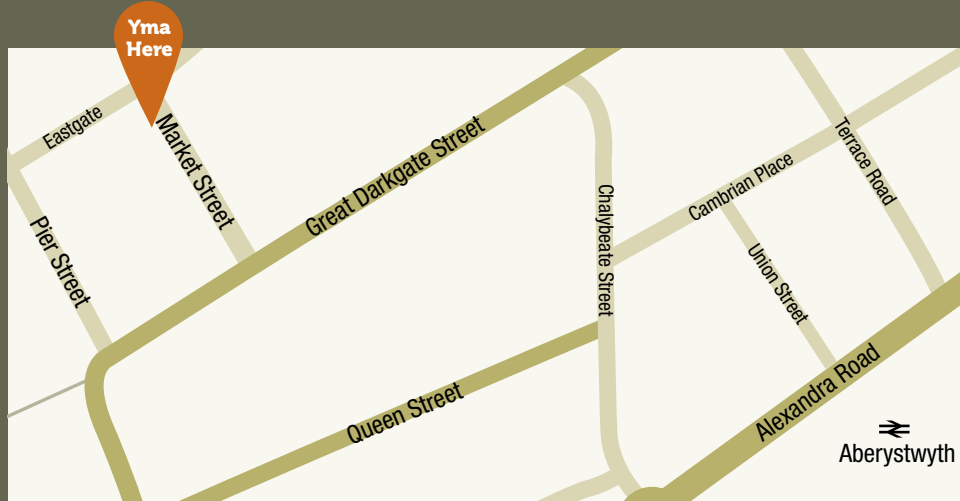 Yma
Here
Eastgate
Market Street
Pier Street
Great Darkgate Street
Chalybeate Street
Cambrian Place
Terrace Road
Union Street
Queen Street
Alexandra Road
Aberystwyth